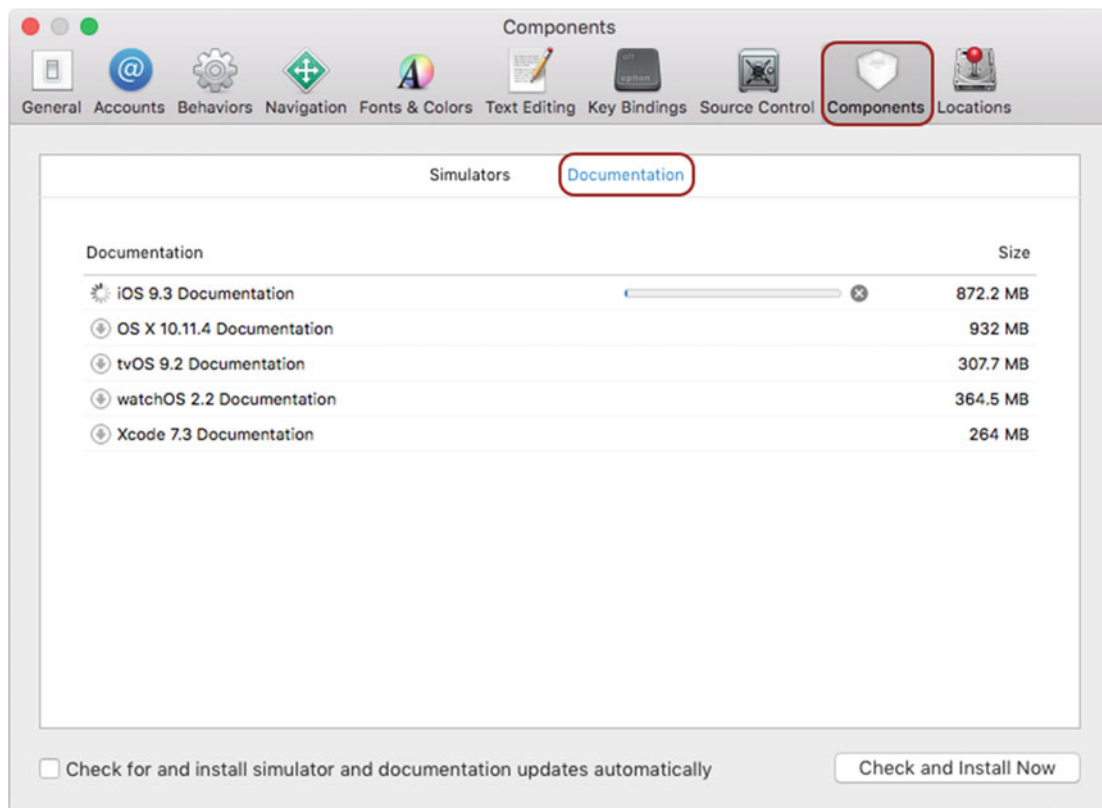 Components
General Accounts Behaviors Navigation Fonts & Colors Text Editing Key Bindings Source Control Components Locations
Simulators Documentation
Documentation Size
iOS 9.3 Documentation 872.2 MB
OS X 10.11.4 Documentation 932 MB
tvOS 9.2 Documentation 307.7 MB
watchOS 2.2 Documentation 364.5 MB
Xcode 7.3 Documentation 264 MB
Check for and install simulator and documentation updates automatically Check and Install Now